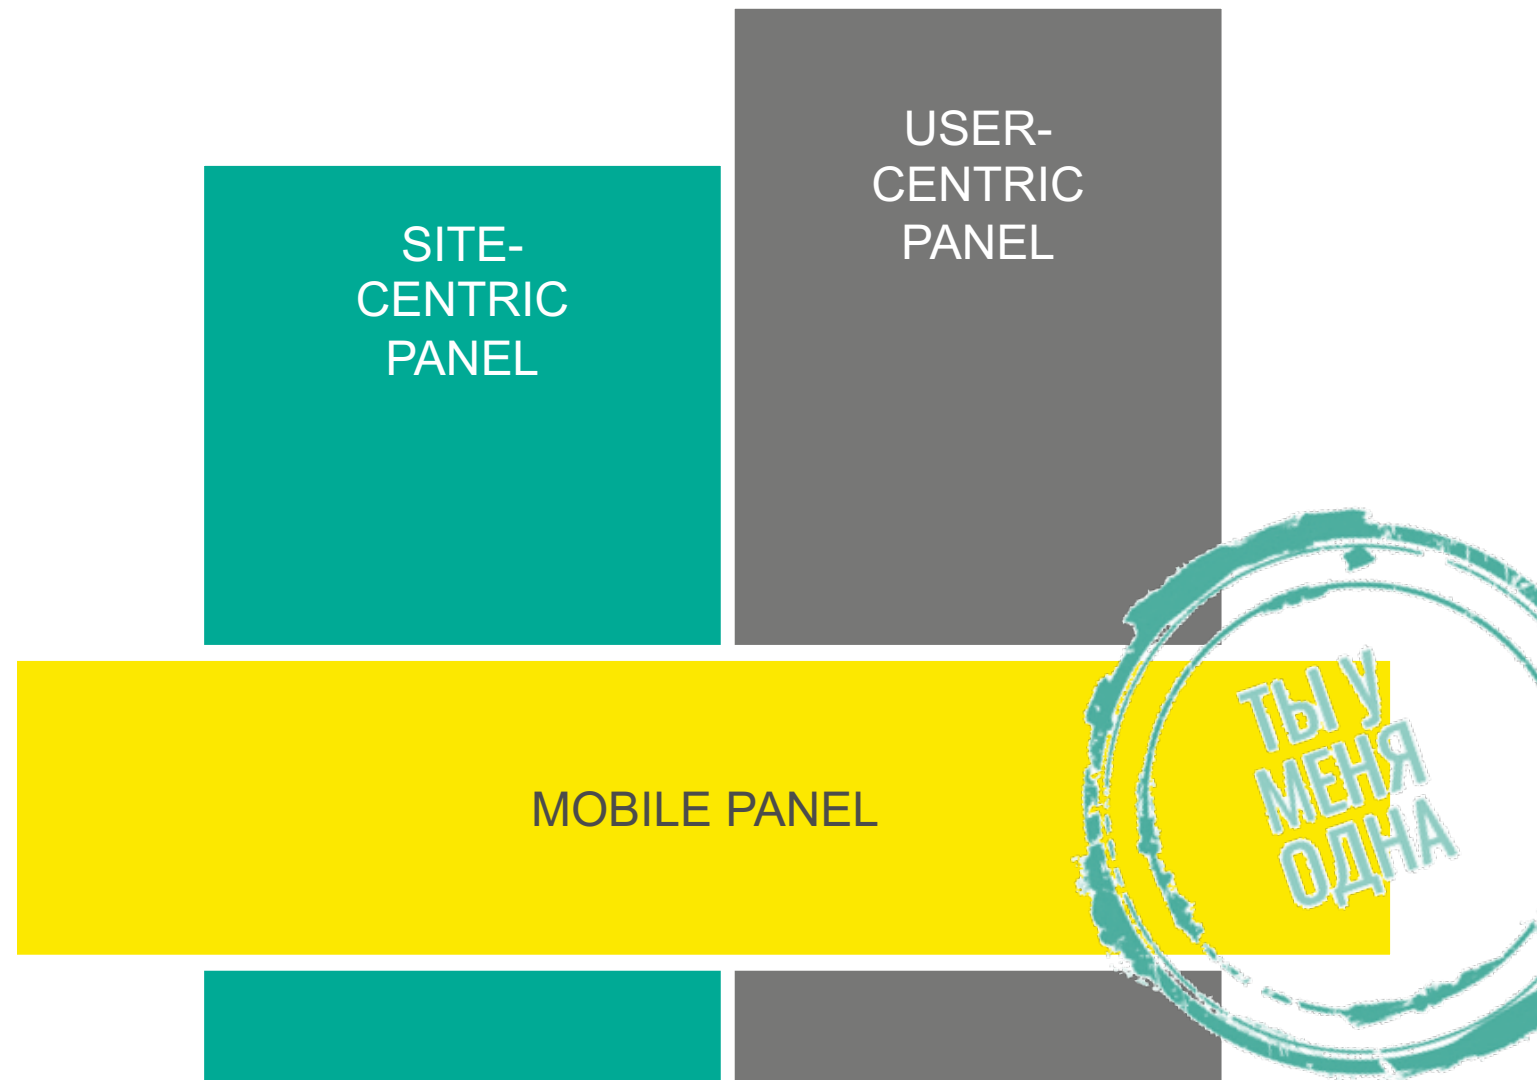 USER-
CENTRIC
PANEL
SITE-
CENTRIC
PANEL
MOBILE PANEL
ТЫ У
МЕНЯ
ОДНА